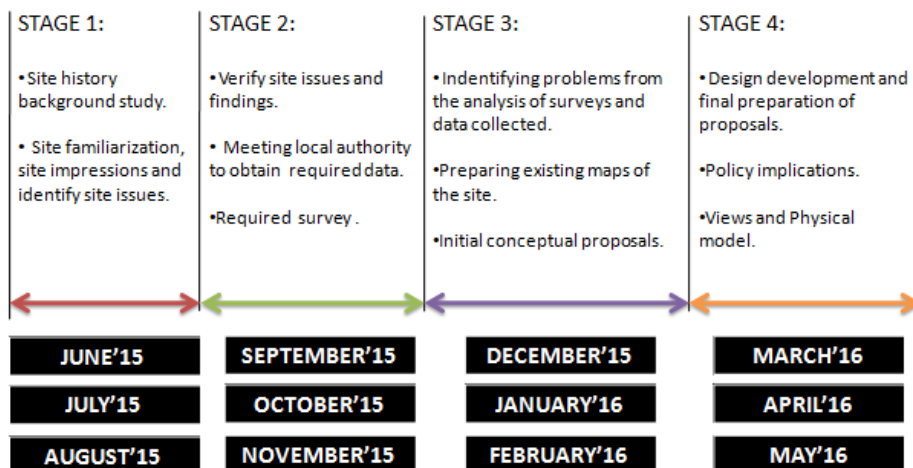 STAGE 1:
•Site history
background study.
• Site familiarization,
site impressions and
identify site issues.
STAGE 2:
•Verify site issues and
findings.
• Meeting local authority
to obtain required data.
•Required survey .
STAGE 3:
•Indentifying problems from
the analysis of surveys and
data collected.
•Preparing existing maps of
the site.
•Initial conceptual proposals.
STAGE 4:
•Design development and
final preparation of
proposals.
•Policy implications.
•Views and Physical
model.
JUNE'15
JULY'15
AUGUST'15
SEPTEMBER'15
OCTOBER'15
NOVEMBER'15
DECEMBER'15
JANUARY'16
FEBRUARY'16
MARCH'16
APRIL'16
MAY'16